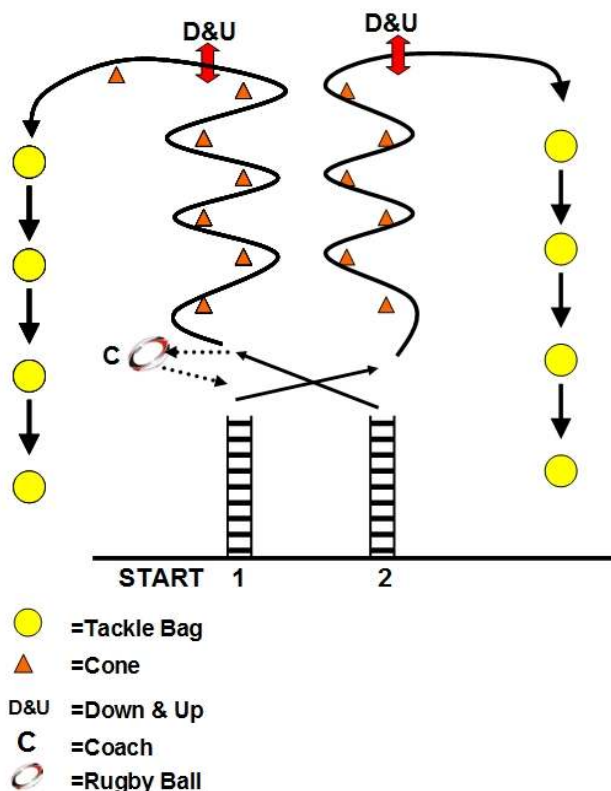 D&U D&U
C
START 1 2
=Tackle Bag
=Cone
D&U =Down & Up
C =Coach
=Rugby Ball